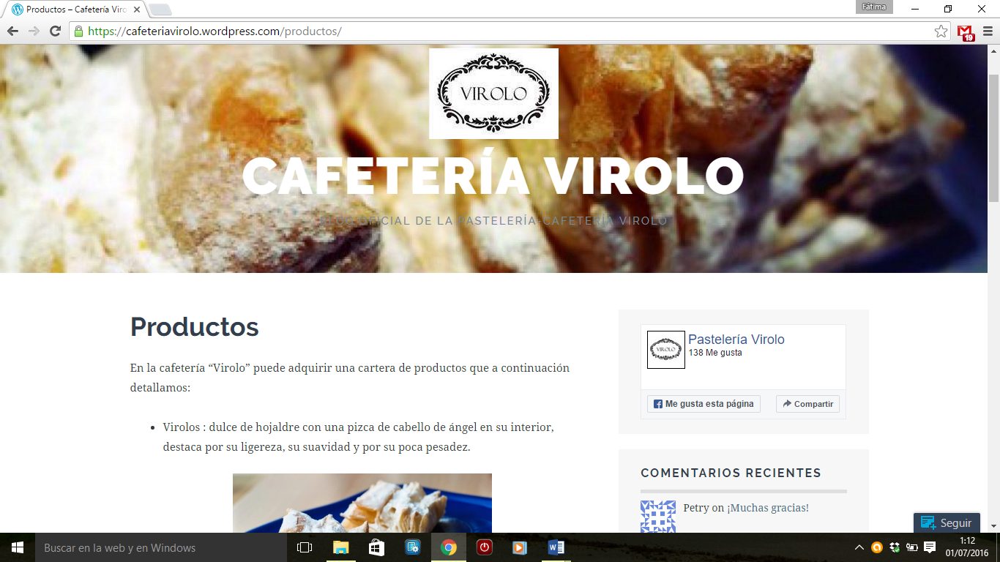 Productos – Cafetería Viro
Fátima
https://cafeteriavirolo.wordpress.com/productos/
19
VIROLO
CAFETERÍA VIROLO
BLOG OFICIAL DE LA PASTELERÍA-CAFETERÍA VIROLO
Productos
En la cafetería “Virolo” puede adquirir una cartera de productos que a continuación
detallamos:
• Virolos : dulce de hojaldre con una pizca de cabello de ángel en su interior,
destaca por su ligereza, su suavidad y por su poca pesadez.
VIROLO
Pastelería Virolo
138 Me gusta
Me gusta esta página
Compartir
COMENTARIOS RECIENTES
Petry on ¡Muchas gracias!
Seguir
Buscar en la web y en Windows
1:12
01/07/2016